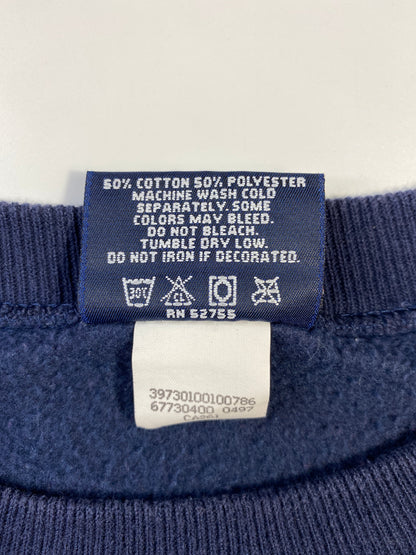 50% COTTON 50% POLYESTER
MACHINE WASH COLD
SEPARATELY. SOME
COLORS MAY BLEED.
DO NOT BLEACH.
TUMBLE DRY LOW.
DO NOT IRON IF DECORATED.
30° CL
RN 52755
39730100100786
67730400 0497